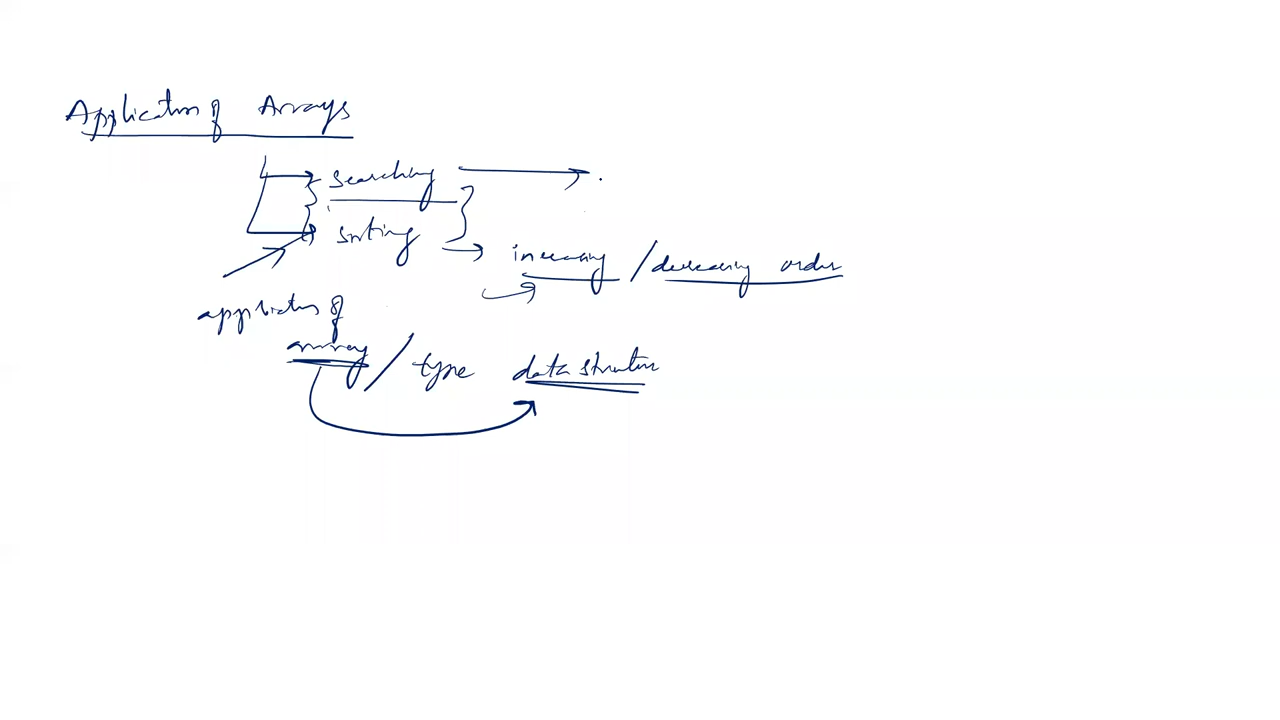 Application of Arrays
Searching
sorting
increasing / decreasing order
application of
array / type data structure